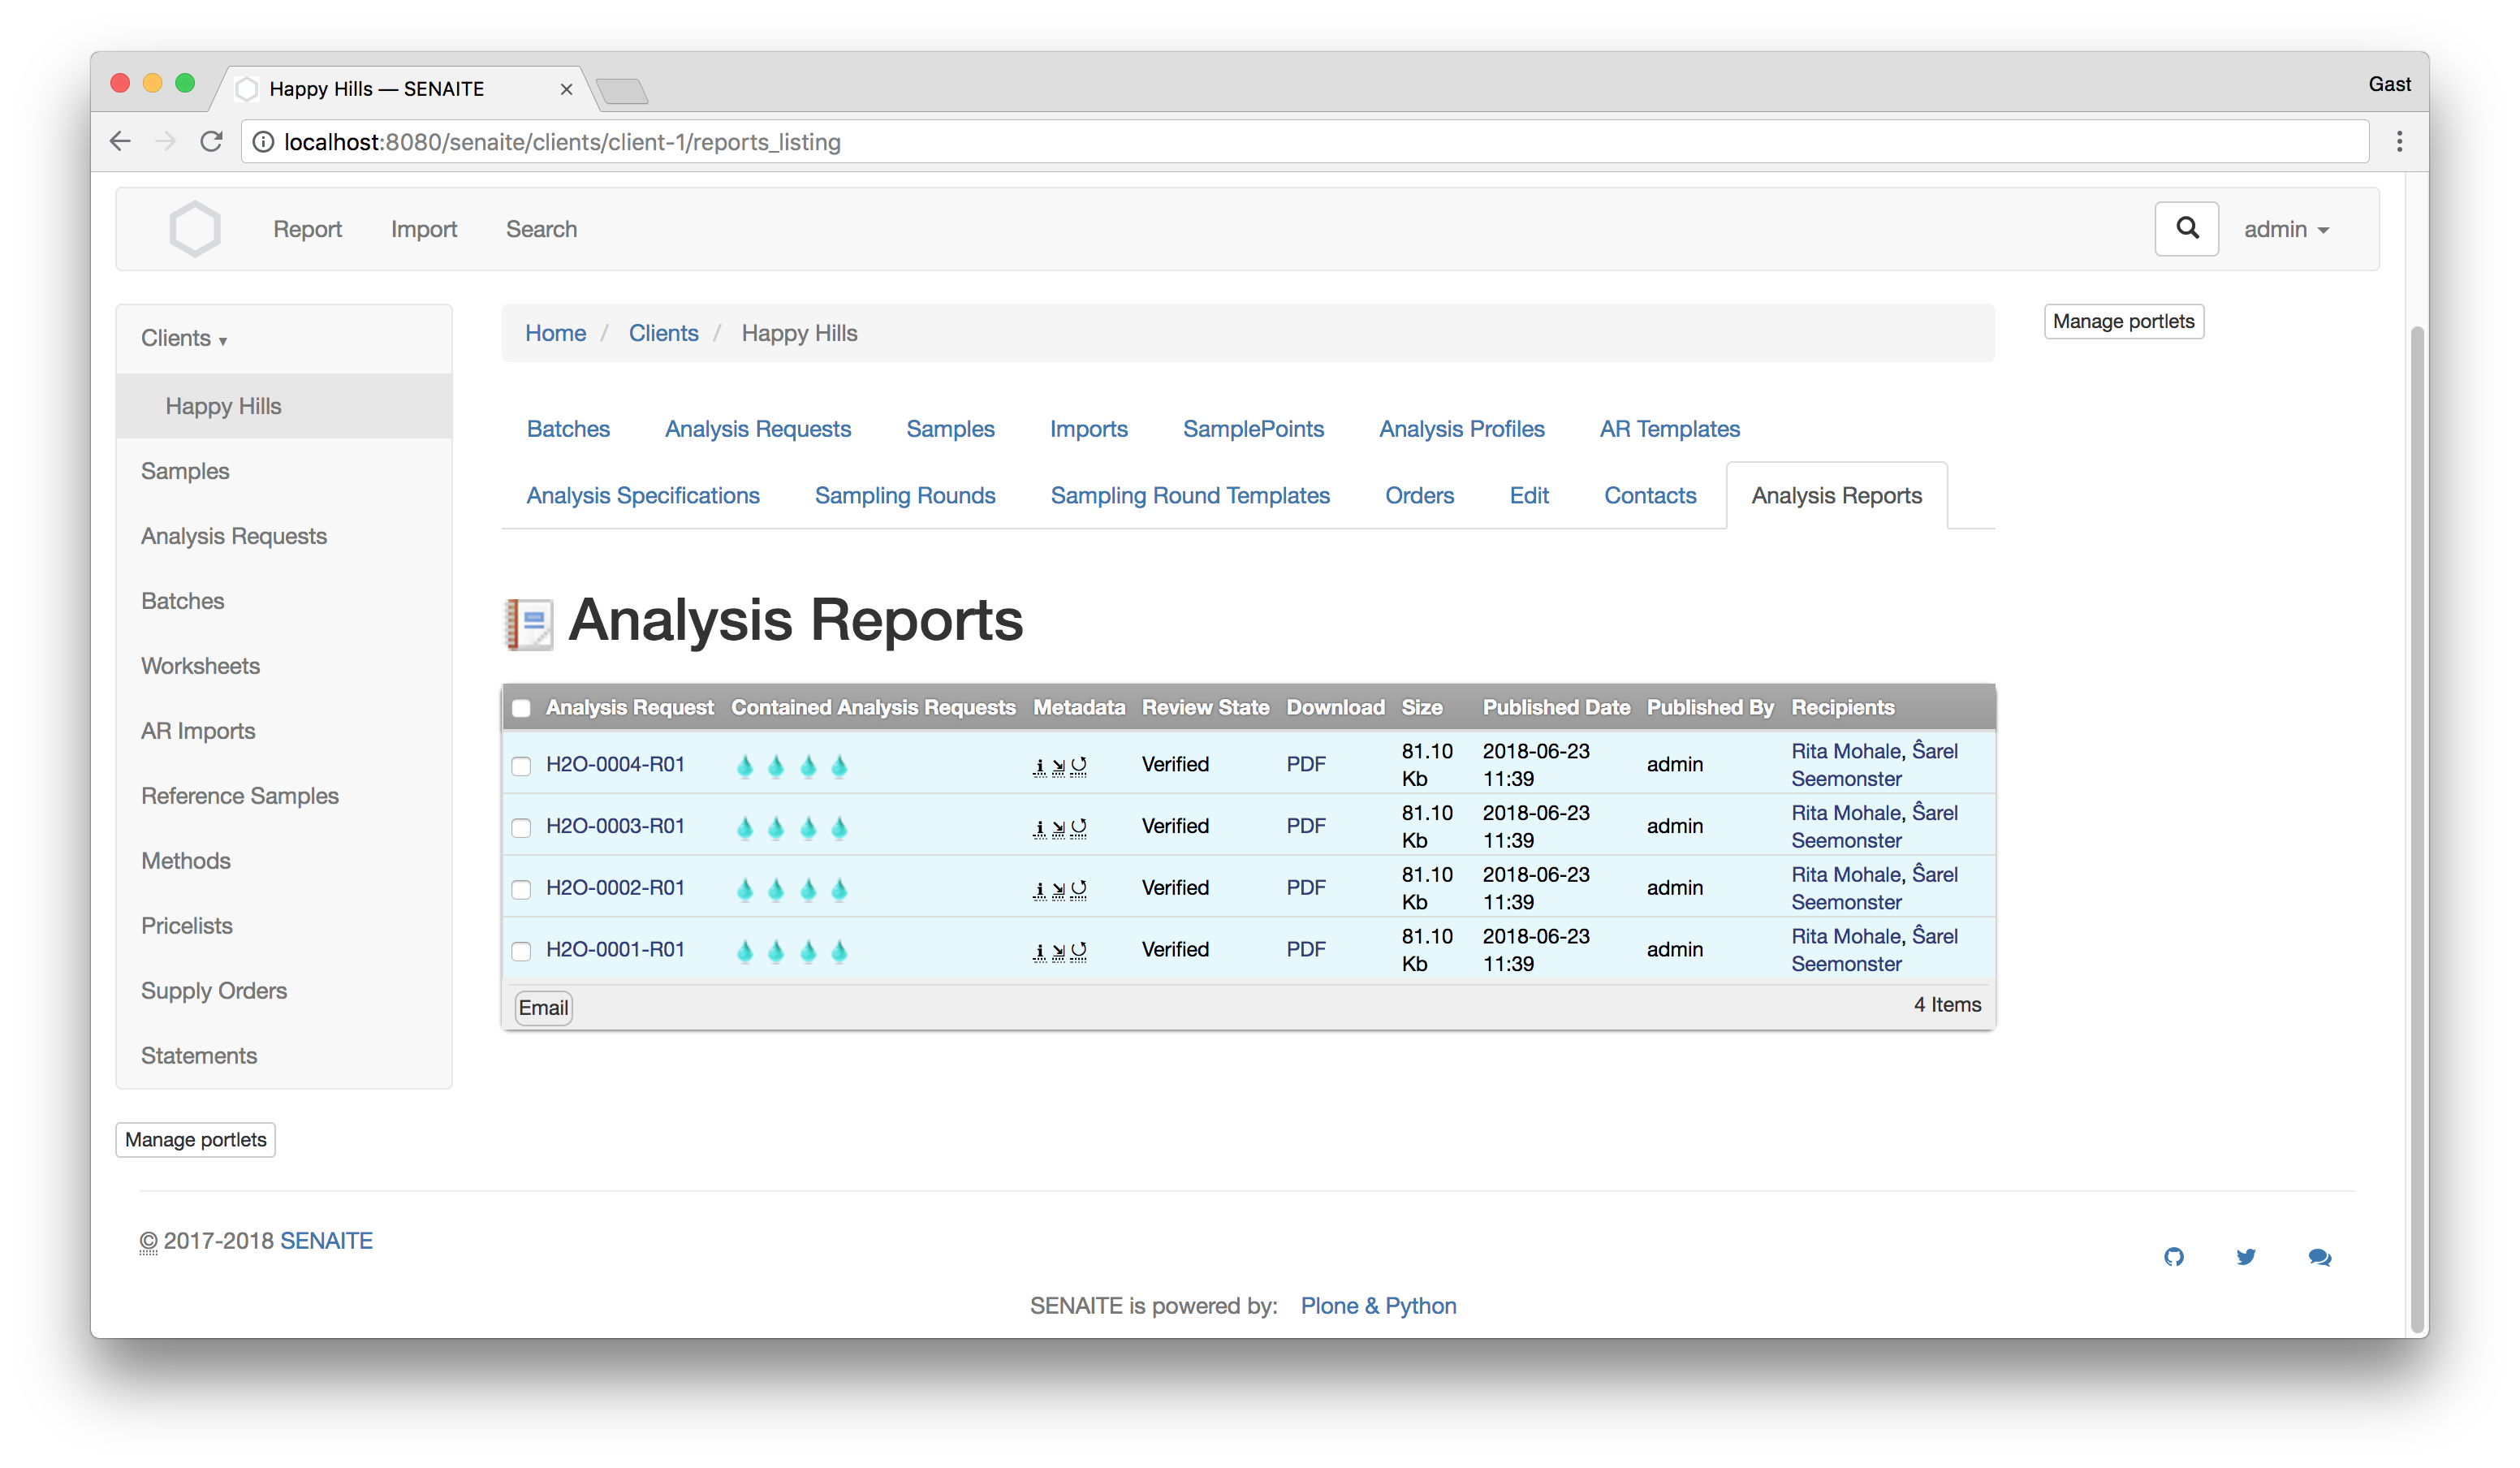 Happy Hills — SENAITE
Gast
localhost:8080/senaite/clients/client-1/reports_listing
Report Import Search admin
Clients ▾
Happy Hills
Samples
Analysis Requests
Batches
Worksheets
AR Imports
Reference Samples
Methods
Pricelists
Supply Orders
Statements
Manage portlets
Home / Clients / Happy Hills
Manage portlets
Batches Analysis Requests Samples Imports SamplePoints Analysis Profiles AR Templates
Analysis Specifications Sampling Rounds Sampling Round Templates Orders Edit Contacts Analysis Reports
Analysis Reports
Analysis Request Contained Analysis Requests Metadata Review State Download Size Published Date Published By Recipients
H2O-0004-R01 Verified PDF 81.10 Kb 2018-06-23 11:39 admin Rita Mohale, Ŝarel Seemonster
H2O-0003-R01 Verified PDF 81.10 Kb 2018-06-23 11:39 admin Rita Mohale, Ŝarel Seemonster
H2O-0002-R01 Verified PDF 81.10 Kb 2018-06-23 11:39 admin Rita Mohale, Ŝarel Seemonster
H2O-0001-R01 Verified PDF 81.10 Kb 2018-06-23 11:39 admin Rita Mohale, Ŝarel Seemonster
Email 4 Items
© 2017-2018 SENAITE
SENAITE is powered by: Plone & Python